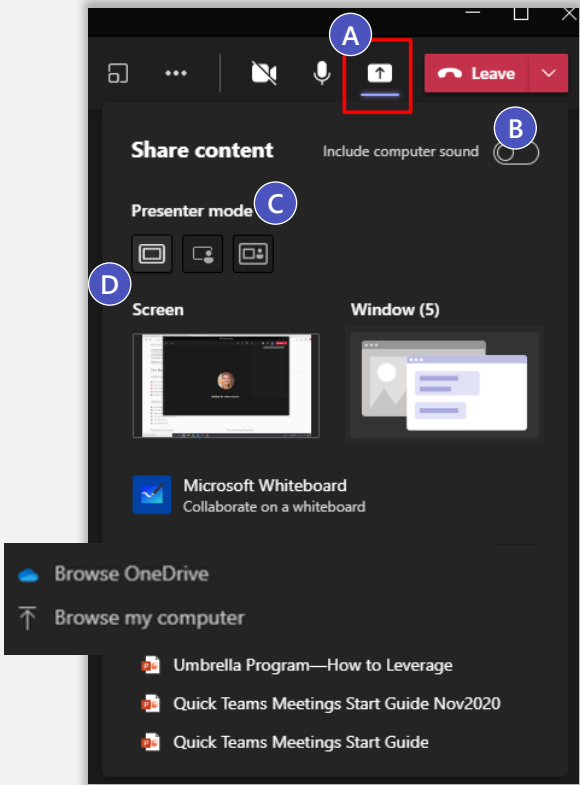 A
Leave
B
Share content
Include computer sound
Presenter mode
C
D
Screen
Window (5)
Microsoft Whiteboard
Collaborate on a whiteboard
Browse OneDrive
Browse my computer
Umbrella Program—How to Leverage
Quick Teams Meetings Start Guide Nov2020
Quick Teams Meetings Start Guide